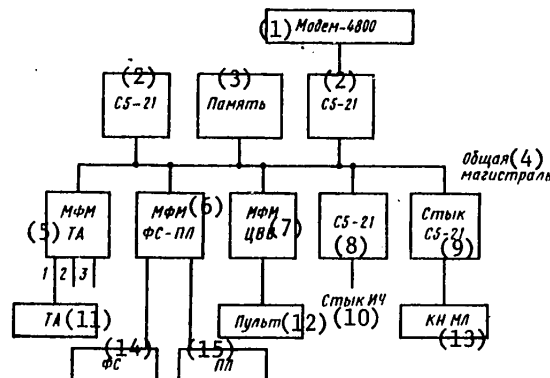 (1) Модем-4800
(2) С5-21
(3) Память
(2) С5-21
Общая (4)
магистраль
(5) МФМ ТА
МФМ (6)
ФС-ПЛ
МФМ
ЦВВ (7)
С5-21
(8)
Стык
С5-21
(9)
1 2 3
Стык ИЧ
(10)
ТА (11)
Пульт (12)
КН МЛ
(13)
(14)
ФС
(15)
ПЛ